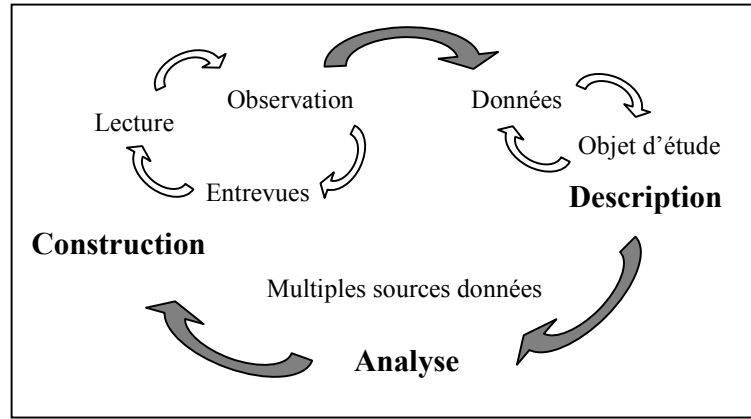 Observation
Données
Lecture
Objet d’étude
Entrevues
Description
Construction
Multiples sources données
Analyse